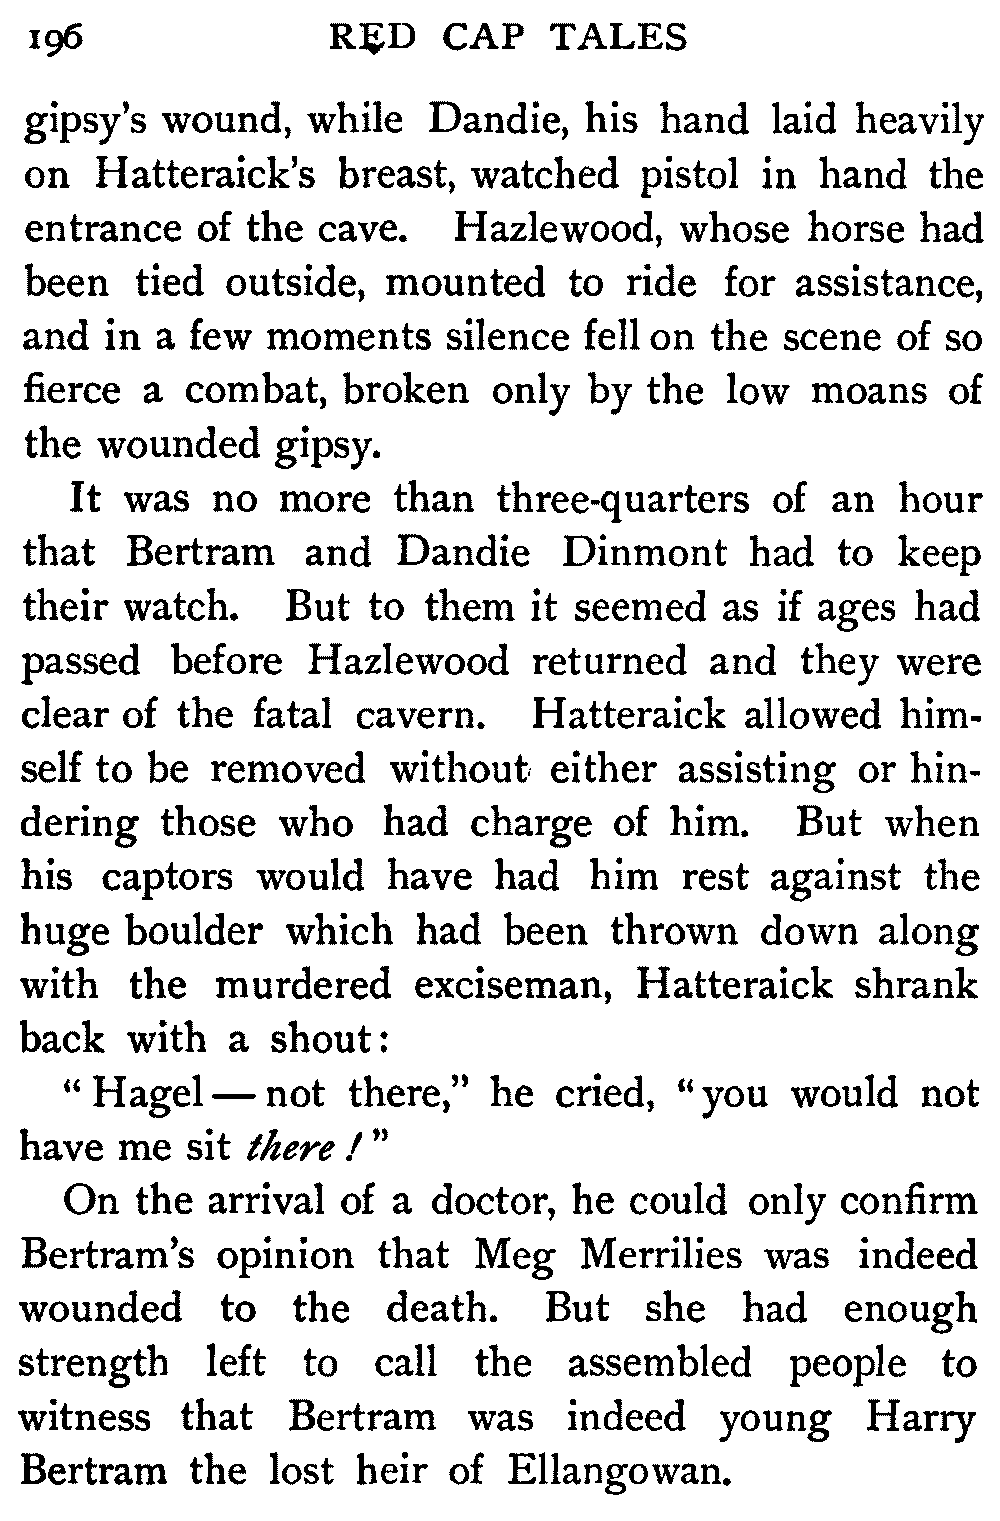 196 RED CAP TALES
gipsy's wound, while Dandie, his hand laid heavily
on Hatteraick's breast, watched pistol in hand the
entrance of the cave. Hazlewood, whose horse had
been tied outside, mounted to ride for assistance,
and in a few moments silence fell on the scene of so
fierce a combat, broken only by the low moans of
the wounded gipsy.
It was no more than three-quarters of an hour
that Bertram and Dandie Dinmont had to keep
their watch. But to them it seemed as if ages had
passed before Hazlewood returned and they were
clear of the fatal cavern. Hatteraick allowed him-
self to be removed without either assisting or hin-
dering those who had charge of him. But when
his captors would have had him rest against the
huge boulder which had been thrown down along
with the murdered exciseman, Hatteraick shrank
back with a shout:
"Hagel — not there," he cried, "you would not
have me sit there!"
On the arrival of a doctor, he could only confirm
Bertram's opinion that Meg Merrilies was indeed
wounded to the death. But she had enough
strength left to call the assembled people to
witness that Bertram was indeed young Harry
Bertram the lost heir of Ellangowan.